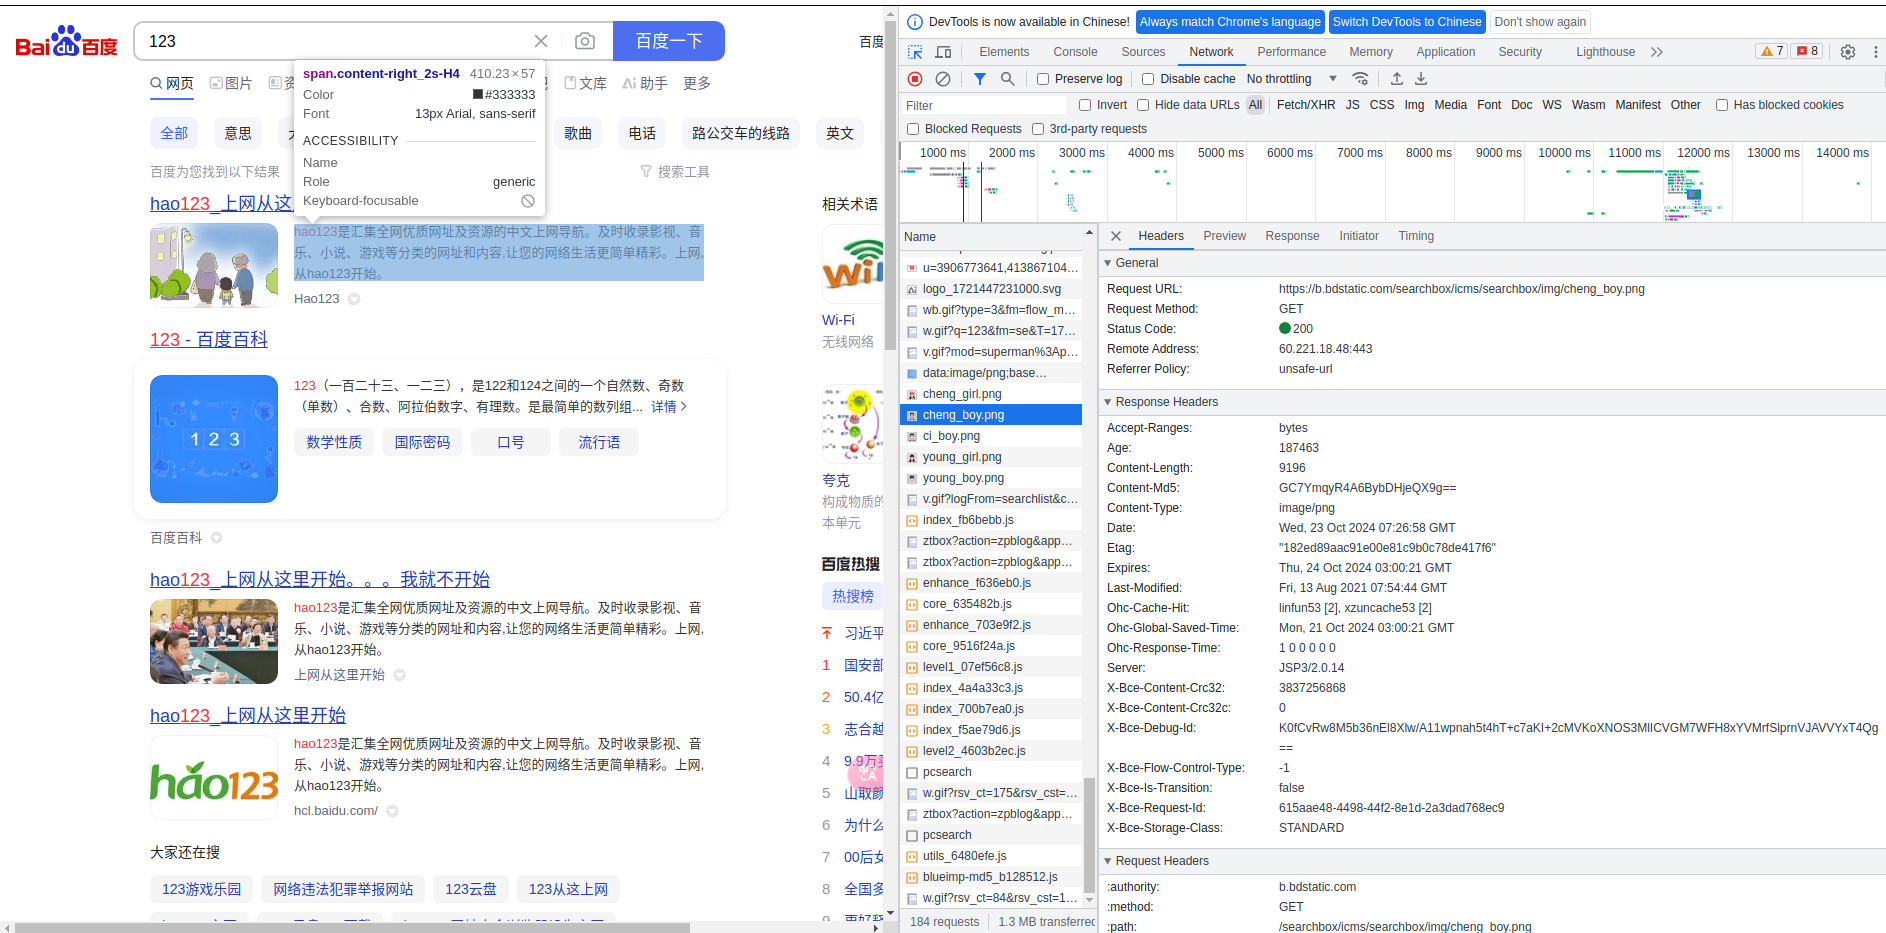 Bai du 百度
123
百度一下
百度
网页
图片
资
文库
助手
更多
span.content-right_2s-H4 410.23×57
Color #333333
Font 13px Arial, sans-serif
ACCESSIBILITY
Name
Role generic
Keyboard-focusable
全部
意思
歌曲
电话
路公交车的线路
英文
百度为您找到以下结果
搜索工具
hao123_上网从这
hao123是汇集全网优质网址及资源的中文上网导航。及时收录影视、音
乐、小说、游戏等分类的网址和内容,让您的网络生活更简单精彩。上网,
从hao123开始。
Hao123
123 - 百度百科
1 2 3
123（一百二十三、一二三），是122和124之间的一个自然数、奇数
（单数）、合数、阿拉伯数字、有理数。是最简单的数列组... 详情
数学性质
国际密码
口号
流行语
百度百科
hao123_上网从这里开始。。。我就不开始
hao123是汇集全网优质网址及资源的中文上网导航。及时收录影视、音
乐、小说、游戏等分类的网址和内容,让您的网络生活更简单精彩。上网,
从hao123开始。
上网从这里开始
hao123_上网从这里开始
hao123
hao123是汇集全网优质网址及资源的中文上网导航。及时收录影视、音
乐、小说、游戏等分类的网址和内容,让您的网络生活更简单精彩。上网,
从hao123开始。
hcl.baidu.com/
大家还在搜
123游戏乐园
网络违法犯罪举报网站
123云盘
123从这上网
相关术语
Wi-Fi
无线网络
夸克
构成物质的
本单元
百度热搜
热搜榜
习近平
1 国安部
2 50.4亿
3 志合越
4 9.9万买
5 山取颜
6 为什么
7 00后女
8 全国多
DevTools is now available in Chinese!
Always match Chrome's language
Switch DevTools to Chinese
Don't show again
Elements
Console
Sources
Network
Performance
Memory
Application
Security
Lighthouse
7
8
Preserve log
Disable cache
No throttling
Filter
Invert
Hide data URLs
All
Fetch/XHR
JS
CSS
Img
Media
Font
Doc
WS
Wasm
Manifest
Other
Has blocked cookies
Blocked Requests
3rd-party requests
1000 ms
2000 ms
3000 ms
4000 ms
5000 ms
6000 ms
7000 ms
8000 ms
9000 ms
10000 ms
11000 ms
12000 ms
13000 ms
14000 ms
Name
u=3906773641,413867104…
logo_1721447231000.svg
wb.gif?type=3&fm=flow_m…
w.gif?q=123&fm=se&T=17…
v.gif?mod=superman%3Ap…
data:image/png;base…
cheng_girl.png
cheng_boy.png
ci_boy.png
young_girl.png
young_boy.png
v.gif?logFrom=searchlist&c…
index_fb6bebb.js
ztbox?action=zpblog&app…
ztbox?action=zpblog&app…
enhance_f636eb0.js
core_635482b.js
enhance_703e9f2.js
core_9516f24a.js
level1_07ef56c8.js
index_4a4a33c3.js
index_700b7ea0.js
index_f5ae79d6.js
level2_4603b2ec.js
pcsearch
w.gif?rsv_ct=175&rsv_cst=…
ztbox?action=zpblog&app…
pcsearch
utils_6480efe.js
blueimp-md5_b128512.js
w.gif?rsv_ct=84&rsv_cst=1…
184 requests
1.3 MB transferred
Headers
Preview
Response
Initiator
Timing
General
Request URL: https://b.bdstatic.com/searchbox/icms/searchbox/img/cheng_boy.png
Request Method: GET
Status Code: 200
Remote Address: 60.221.18.48:443
Referrer Policy: unsafe-url
Response Headers
Accept-Ranges: bytes
Age: 187463
Content-Length: 9196
Content-Md5: GC7YmqyR4A6BybDHjeQX9g==
Content-Type: image/png
Date: Wed, 23 Oct 2024 07:26:58 GMT
Etag: "182ed89aac91e00e81c9b0c78de417f6"
Expires: Thu, 24 Oct 2024 03:00:21 GMT
Last-Modified: Fri, 13 Aug 2021 07:54:44 GMT
Ohc-Cache-Hit: linfun53 [2], xzuncache53 [2]
Ohc-Global-Saved-Time: Mon, 21 Oct 2024 03:00:21 GMT
Ohc-Response-Time: 1 0 0 0 0 0
Server: JSP3/2.0.14
X-Bce-Content-Crc32: 3837256868
X-Bce-Content-Crc32c: 0
X-Bce-Debug-Id: K0fCvRw8M5b36nEl8Xlw/A11wpnah5t4hT+c7aKI+2cMVKoXNOS3MlICVGM7WFH8xYVMrfSlprnVJAVVYxT4Qg
==
X-Bce-Flow-Control-Type: -1
X-Bce-Is-Transition: false
X-Bce-Request-Id: 615aae48-4498-44f2-8e1d-2a3dad768ec9
X-Bce-Storage-Class: STANDARD
Request Headers
:authority: b.bdstatic.com
:method: GET
:path: /searchbox/icms/searchbox/img/cheng_boy.png